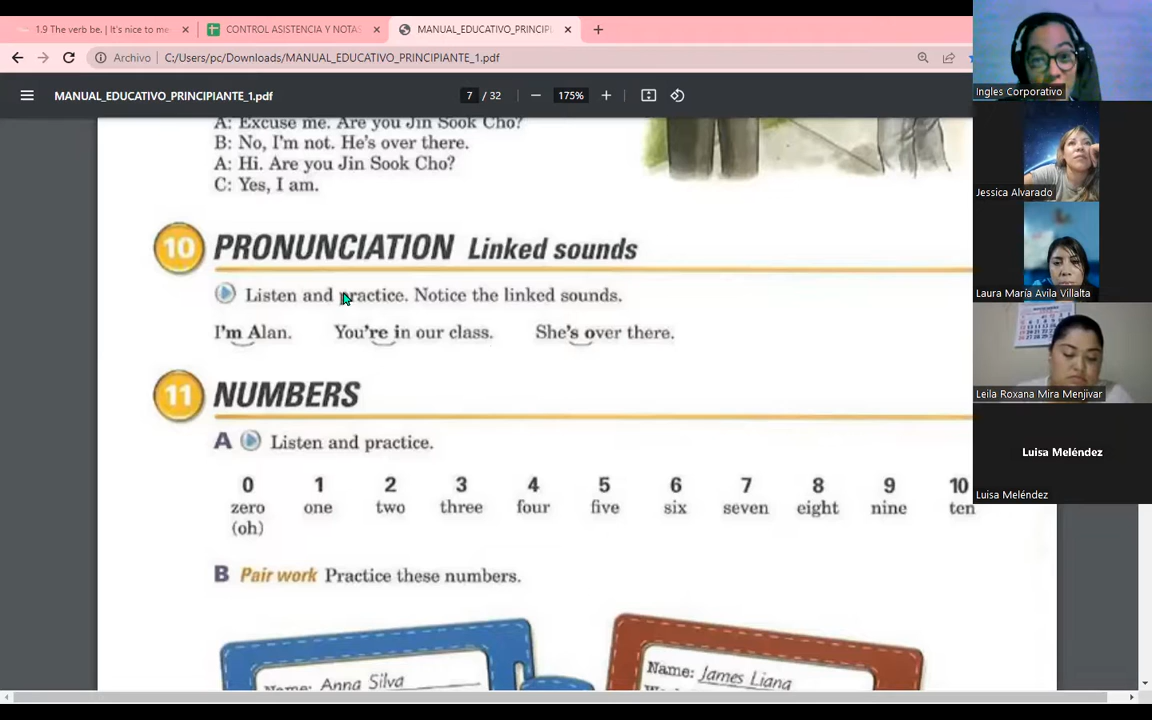 1.9 The verb be. | It's nice to me
CONTROL ASISTENCIA Y NOTAS
MANUAL_EDUCATIVO_PRINCIPI
Archivo C:/Users/pc/Downloads/MANUAL_EDUCATIVO_PRINCIPIANTE_1.pdf
MANUAL_EDUCATIVO_PRINCIPIANTE_1.pdf
7 / 32
175%
A: Excuse me. Are you Jin Sook Cho?
B: No, I'm not. He's over there.
A: Hi. Are you Jin Sook Cho?
C: Yes, I am.
10 PRONUNCIATION Linked sounds
Listen and practice. Notice the linked sounds.
I'm Alan. You're in our class. She's over there.
11 NUMBERS
A Listen and practice.
0 1 2 3 4 5 6 7 8 9 10
zero one two three four five six seven eight nine ten
(oh)
B Pair work Practice these numbers.
Name: Anna Silva
Name: James Liana
Ingles Corporativo
Jessica Alvarado
Laura María Avila Villalta
Leila Roxana Mira Menjivar
Luisa Meléndez
Luisa Meléndez